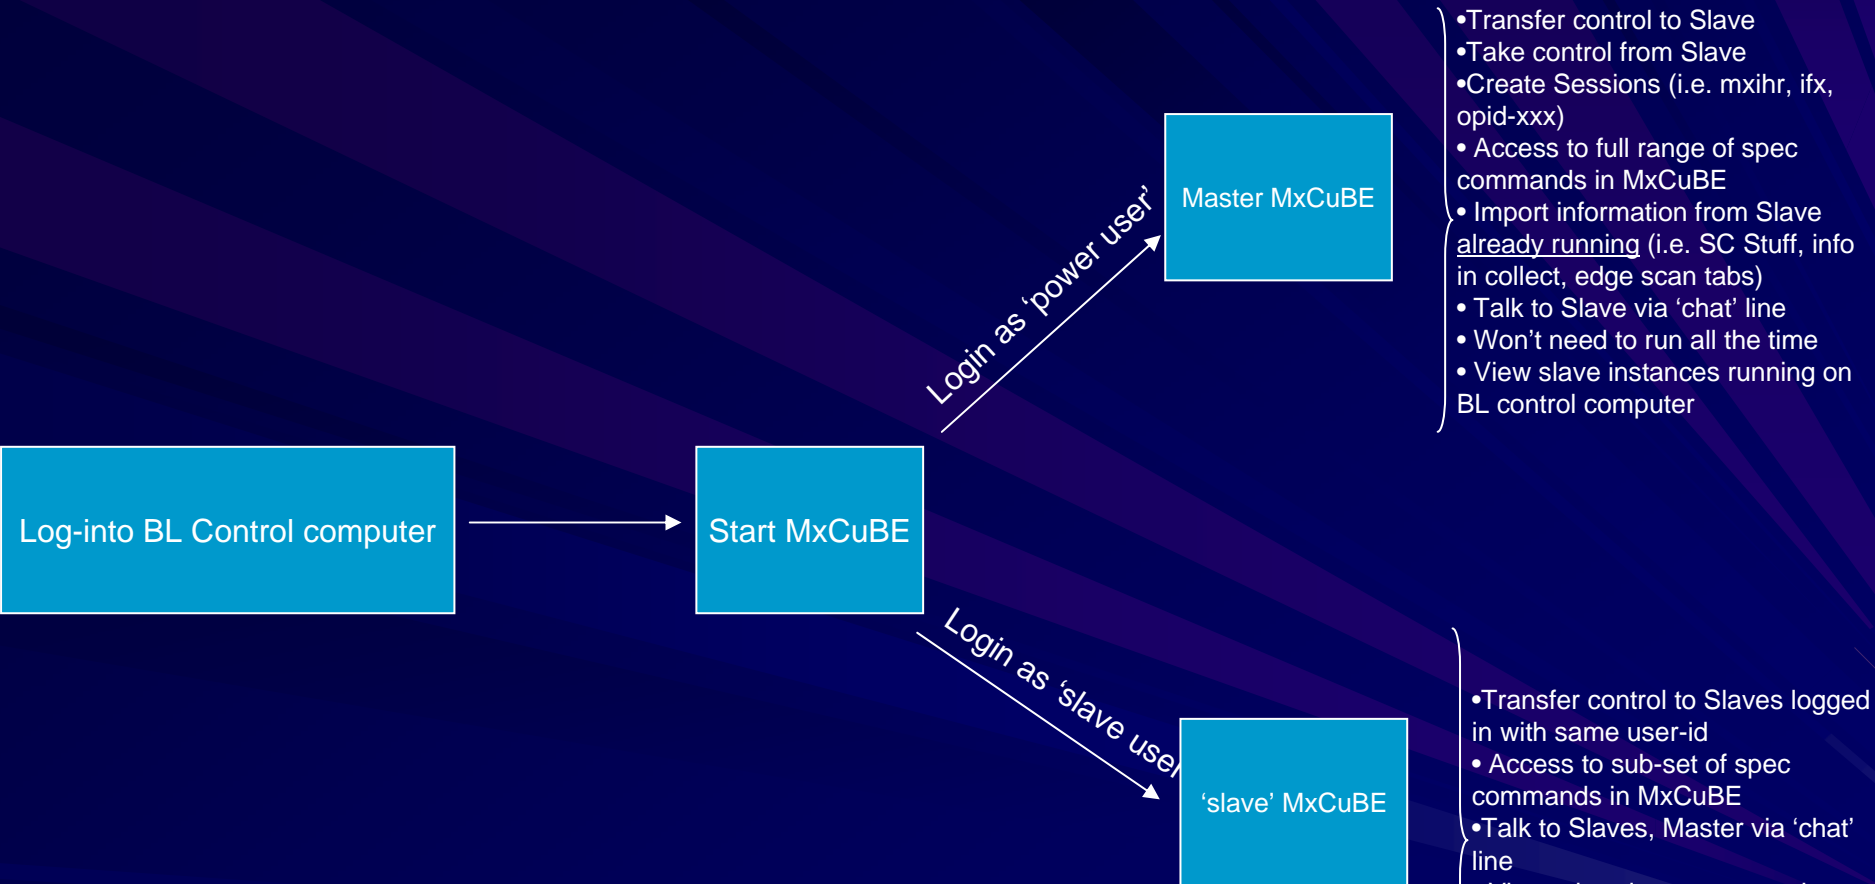 •Transfer control to Slave
•Take control from Slave
•Create Sessions (i.e. mxihr, ifx,
opid-xxx)
• Access to full range of spec
commands in MxCuBE
• Import information from Slave
already running (i.e. SC Stuff, info
in collect, edge scan tabs)
• Talk to Slave via ‘chat’ line
• Won’t need to run all the time
• View slave instances running on
BL control computer
Master MxCuBE
Login as ‘power user’
Log-into BL Control computer
Start MxCuBE
Login as ‘slave user
‘slave’ MxCuBE
•Transfer control to Slaves logged
in with same user-id
• Access to sub-set of spec
commands in MxCuBE
•Talk to Slaves, Master via ‘chat’
line